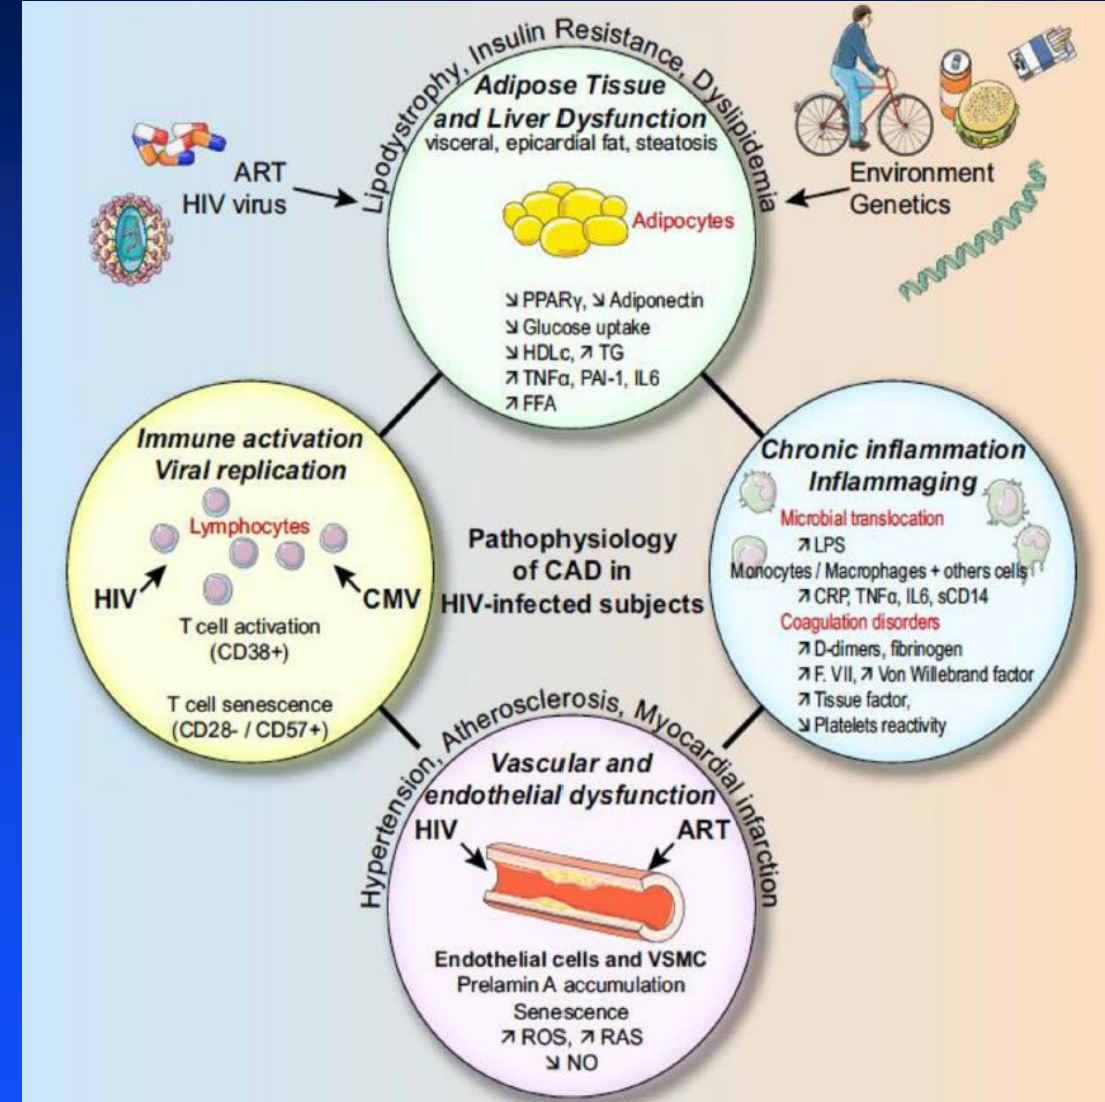 Lipodystrophy, Insulin Resistance, Dyslipidemia
Adipose Tissue
and Liver Dysfunction
visceral, epicardial fat, steatosis
Adipocytes
↘ PPARγ, ↘ Adiponectin
↘ Glucose uptake
↘ HDLc, ↗ TG
↗ TNFα, PAI-1, IL6
↗ FFA
ART
HIV virus
Environment
Genetics
Immune activation
Viral replication
Lymphocytes
HIV
CMV
T cell activation
(CD38+)
T cell senescence
(CD28- / CD57+)
Pathophysiology
of CAD in
HIV-infected subjects
Chronic inflammation
Inflammaging
Microbial translocation
↗ LPS
Monocytes / Macrophages + others cells
↗ CRP, TNFα, IL6, sCD14
Coagulation disorders
↗ D-dimers, fibrinogen
↗ F. VII, ↗ Von Willebrand factor
↗ Tissue factor,
↘ Platelets reactivity
Hypertension, Atherosclerosis, Myocardial infarction
Vascular and
endothelial dysfunction
HIV
ART
Endothelial cells and VSMC
Prelamin A accumulation
Senescence
↗ ROS, ↗ RAS
↘ NO